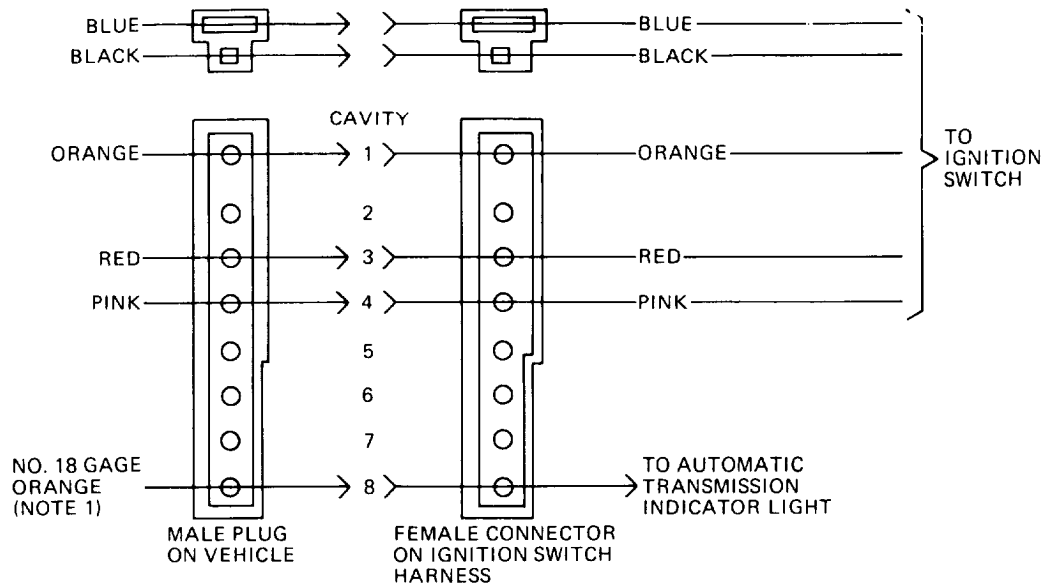 BLUE BLUE
BLACK BLACK
CAVITY
ORANGE 1 ORANGE
TO
IGNITION
SWITCH
2
RED 3 RED
PINK 4 PINK
5
6
7
NO. 18 GAGE
ORANGE
(NOTE 1)
8
TO AUTOMATIC
TRANSMISSION
INDICATOR LIGHT
MALE PLUG
ON VEHICLE
FEMALE CONNECTOR
ON IGNITION SWITCH
HARNESS